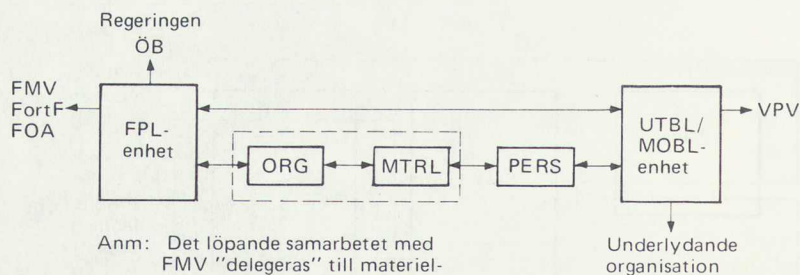 Regeringen
ÖB
FMV
FortF
FOA
FPL-
enhet
ORG
MTRL
PERS
UTBL/
MOBL-
enhet
VPV
Anm: Det löpande samarbetet med
FMV "delegeras" till materiel-
Underlydande
organisation